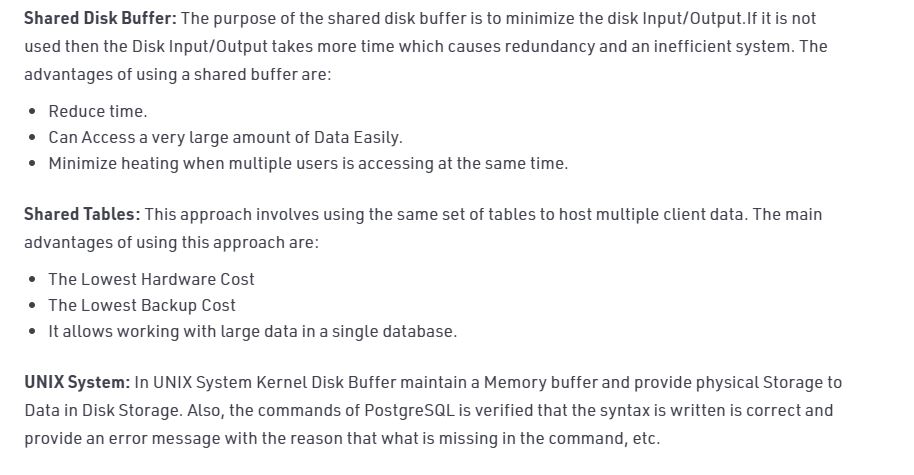 Shared Disk Buffer: The purpose of the shared disk buffer is to minimize the disk Input/Output.If it is not
used then the Disk Input/Output takes more time which causes redundancy and an inefficient system. The
advantages of using a shared buffer are:
• Reduce time.
• Can Access a very large amount of Data Easily.
• Minimize heating when multiple users is accessing at the same time.
Shared Tables: This approach involves using the same set of tables to host multiple client data. The main
advantages of using this approach are:
• The Lowest Hardware Cost
• The Lowest Backup Cost
• It allows working with large data in a single database.
UNIX System: In UNIX System Kernel Disk Buffer maintain a Memory buffer and provide physical Storage to
Data in Disk Storage. Also, the commands of PostgreSQL is verified that the syntax is written is correct and
provide an error message with the reason that what is missing in the command, etc.